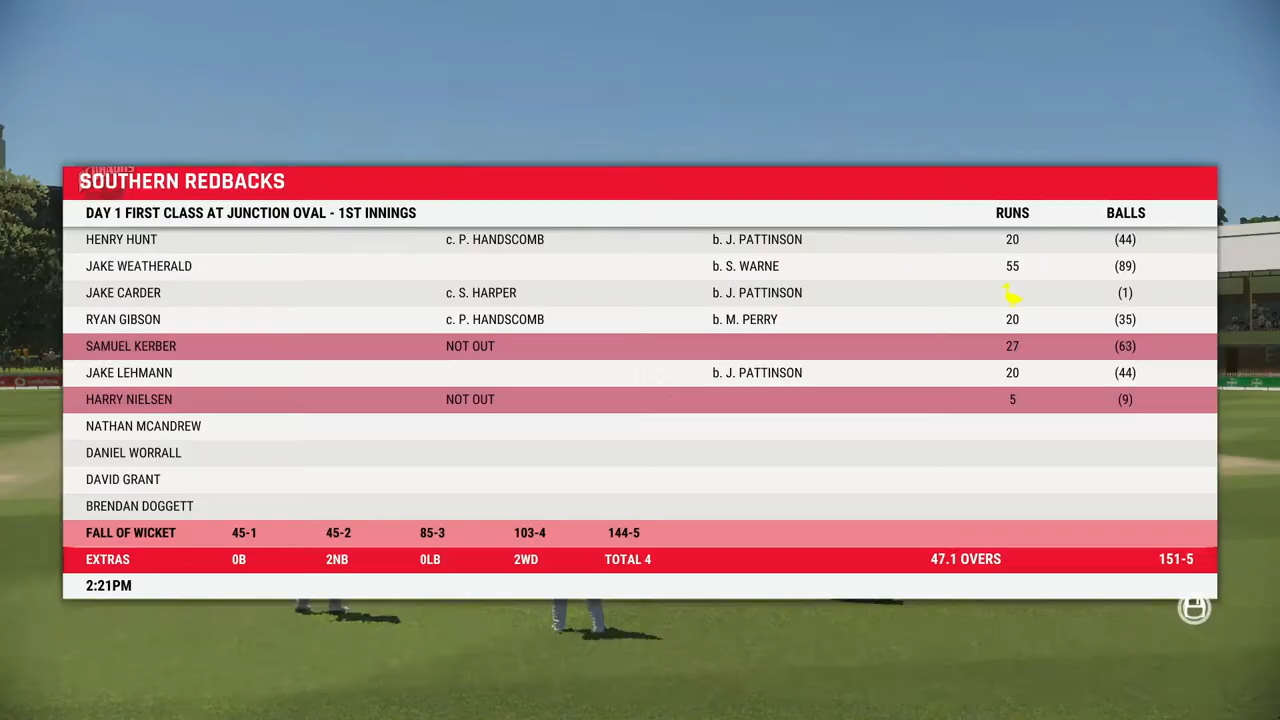 SOUTHERN REDBACKS
DAY 1 FIRST CLASS AT JUNCTION OVAL - 1ST INNINGS RUNS BALLS
HENRY HUNT c. P. HANDSCOMB b. J. PATTINSON 20 (44)
JAKE WEATHERALD b. S. WARNE 55 (89)
JAKE CARDER c. S. HARPER b. J. PATTINSON (1)
RYAN GIBSON c. P. HANDSCOMB b. M. PERRY 20 (35)
SAMUEL KERBER NOT OUT 27 (63)
JAKE LEHMANN b. J. PATTINSON 20 (44)
HARRY NIELSEN NOT OUT 5 (9)
NATHAN MCANDREW
DANIEL WORRALL
DAVID GRANT
BRENDAN DOGGETT
FALL OF WICKET 45-1 45-2 85-3 103-4 144-5
EXTRAS 0B 2NB 0LB 2WD TOTAL 4 47.1 OVERS 151-5
2:21PM